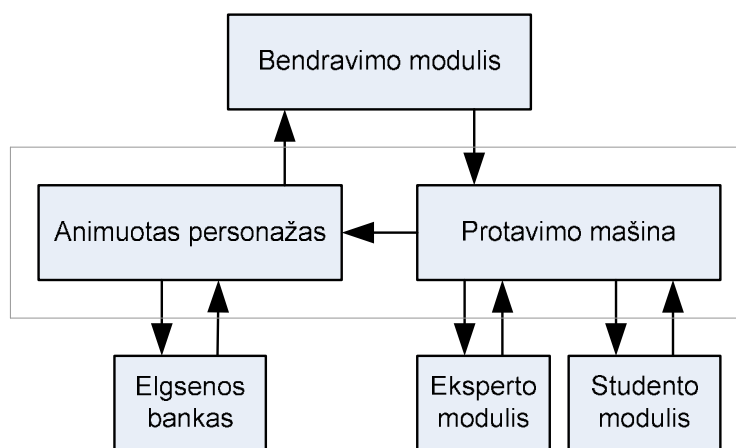 Bendravimo modulis
Animuotas personažas
Protavimo mašina
Elgsenos
bankas
Eksperto
modulis
Studento
modulis